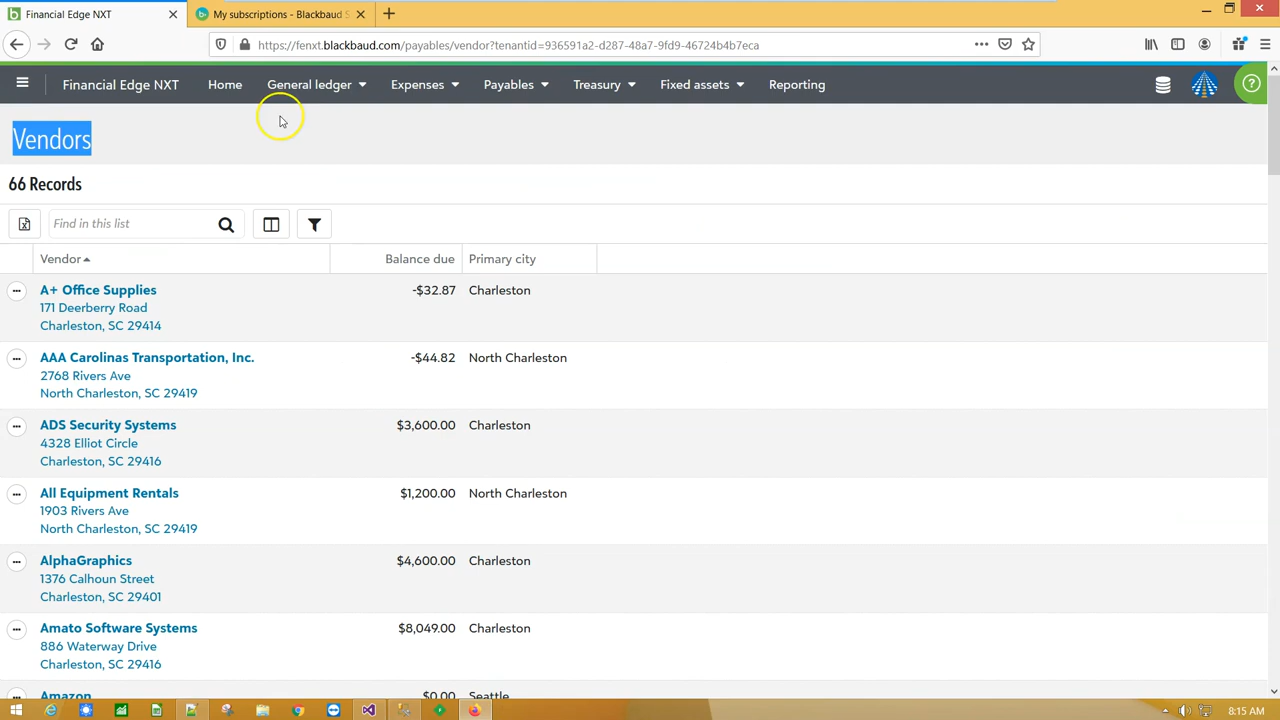 Financial Edge NXT
My subscriptions - Blackbaud S
https://fenxt.blackbaud.com/payables/vendor?tenantid=936591a2-d287-48a7-9fd9-46724b4b7eca
Financial Edge NXT Home General ledger Expenses Payables Treasury Fixed assets Reporting
Vendors
66 Records
Find in this list
Vendor Balance due Primary city
A+ Office Supplies -$32.87 Charleston
171 Deerberry Road
Charleston, SC 29414
AAA Carolinas Transportation, Inc. -$44.82 North Charleston
2768 Rivers Ave
North Charleston, SC 29419
ADS Security Systems $3,600.00 Charleston
4328 Elliot Circle
Charleston, SC 29416
All Equipment Rentals $1,200.00 North Charleston
1903 Rivers Ave
North Charleston, SC 29419
AlphaGraphics $4,600.00 Charleston
1376 Calhoun Street
Charleston, SC 29401
Amato Software Systems $8,049.00 Charleston
886 Waterway Drive
Charleston, SC 29416
Amazon $0.00 Seattle
8:15 AM